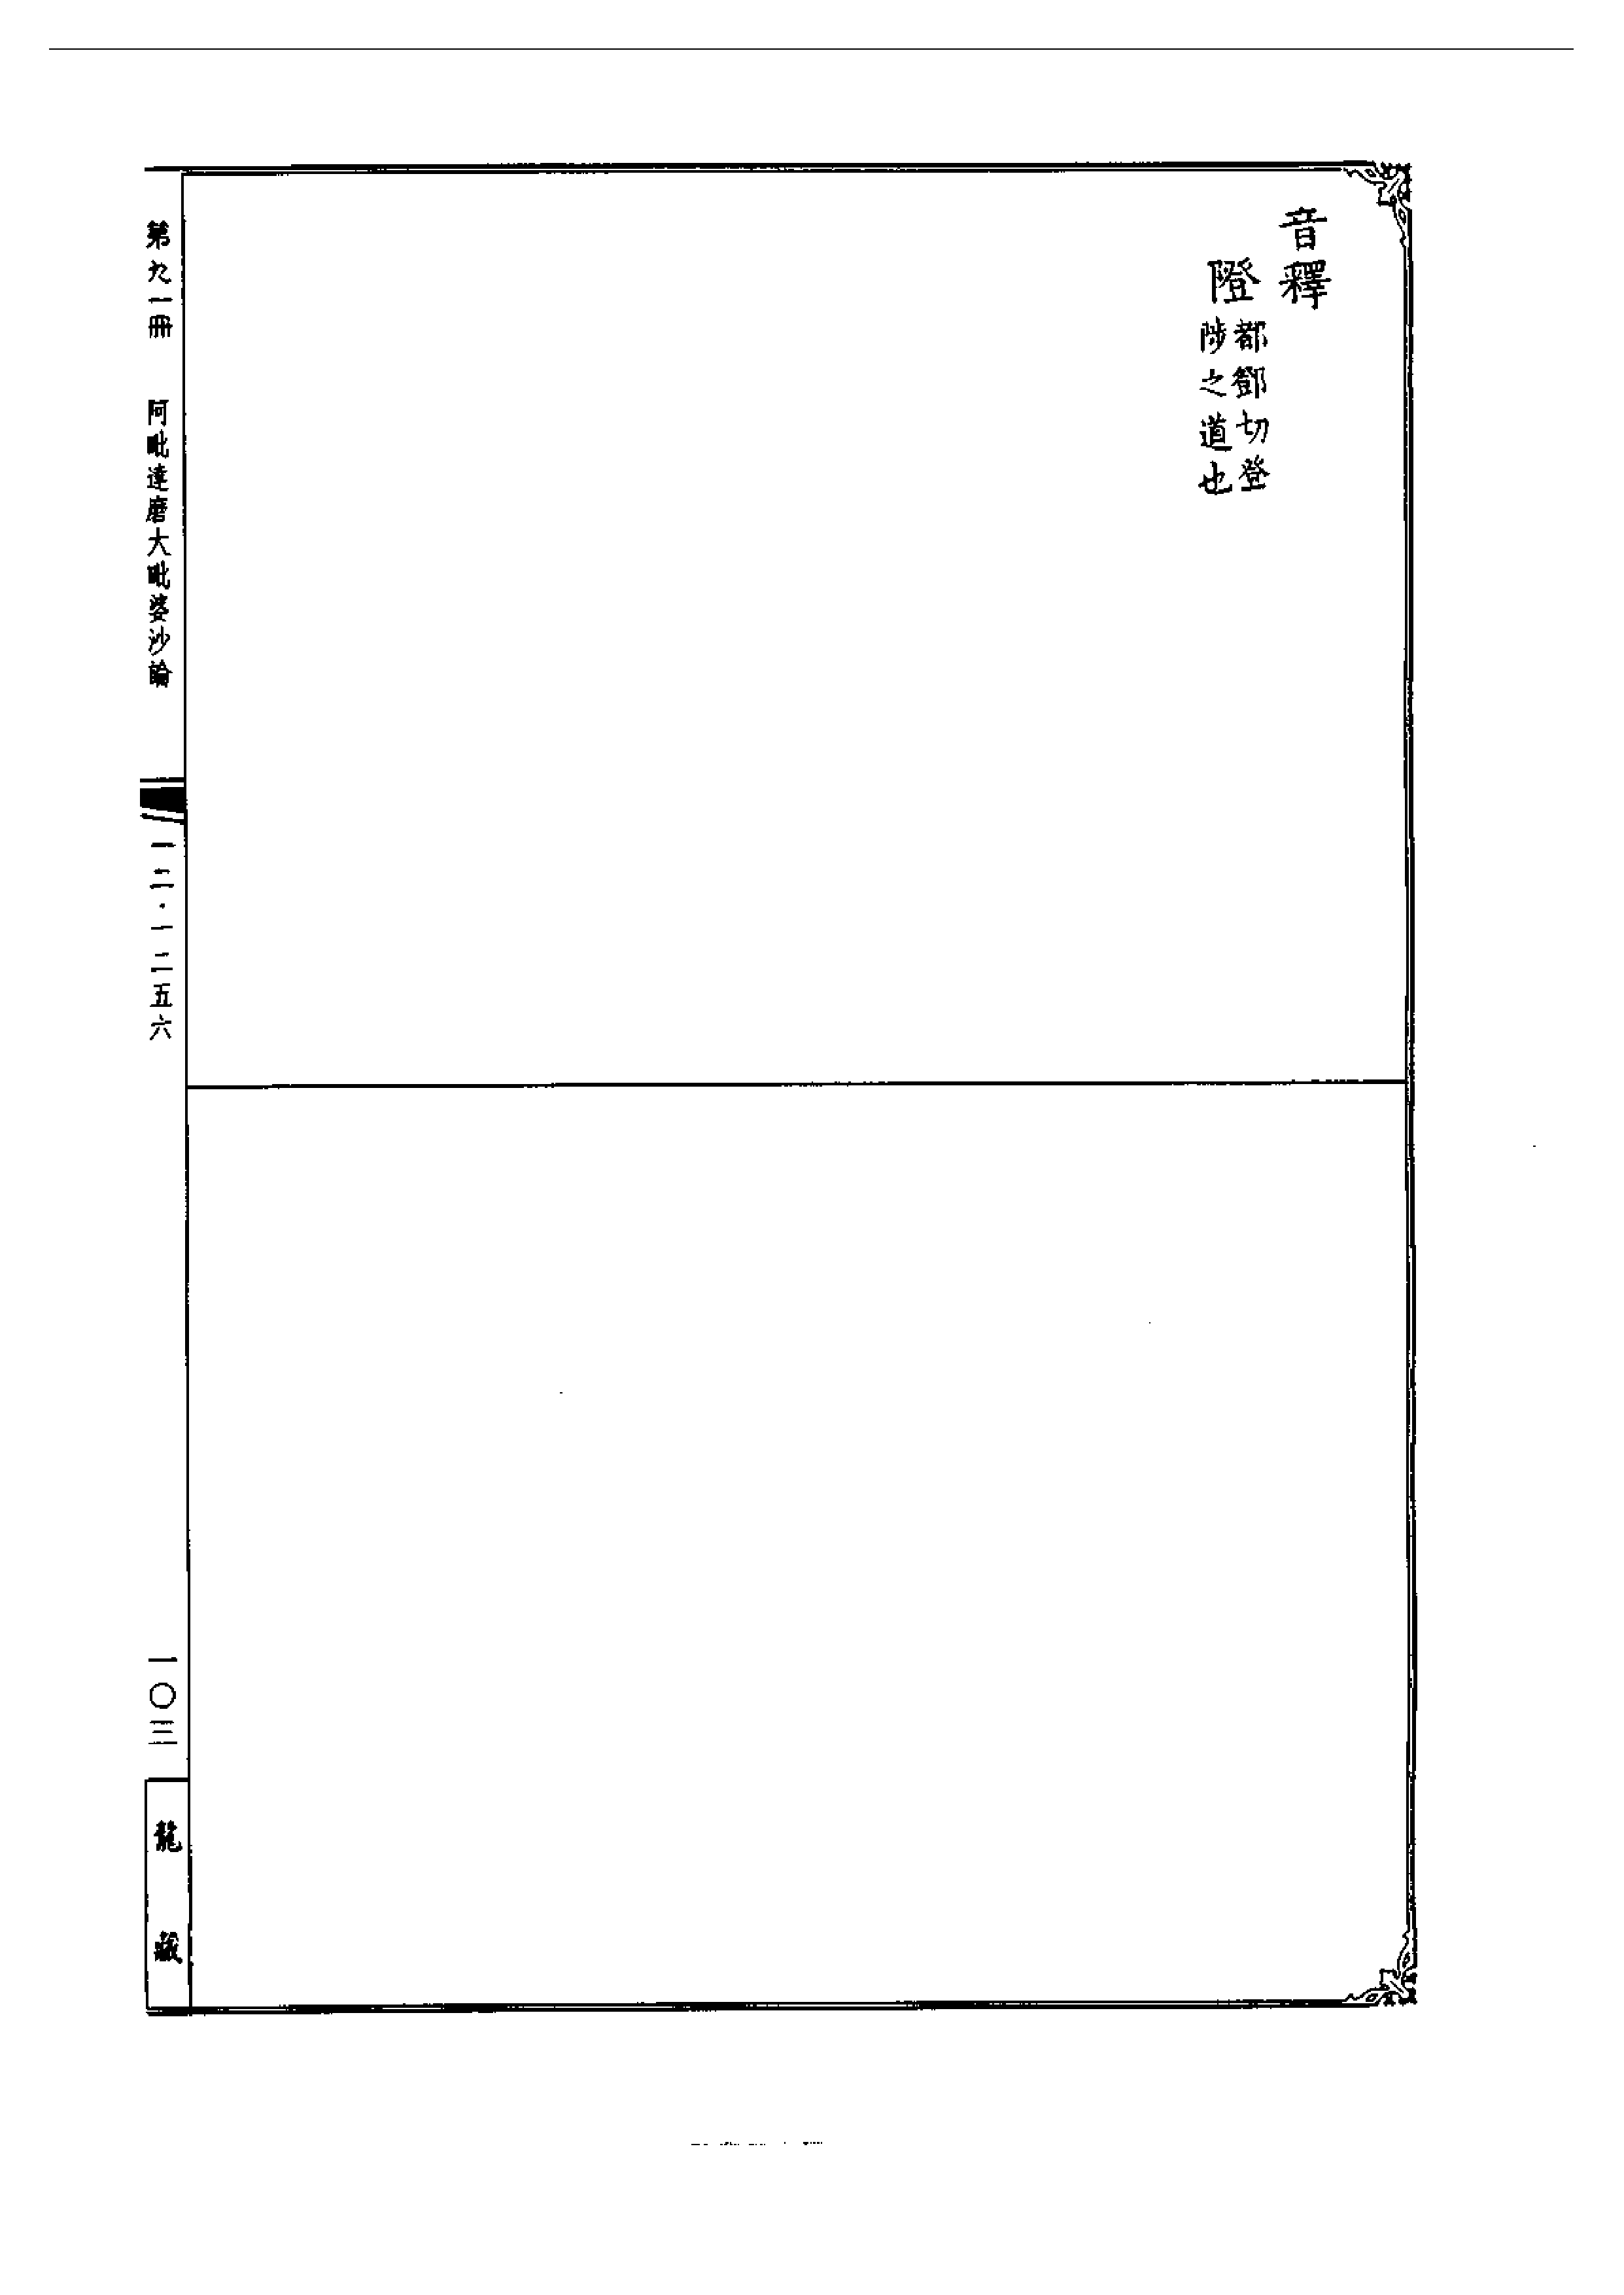 音釋
隥
都鄧切登
陟之道也
第九一冊 阿毗達磨大毗婆沙論
一二·一二五六
一〇三
龍藏